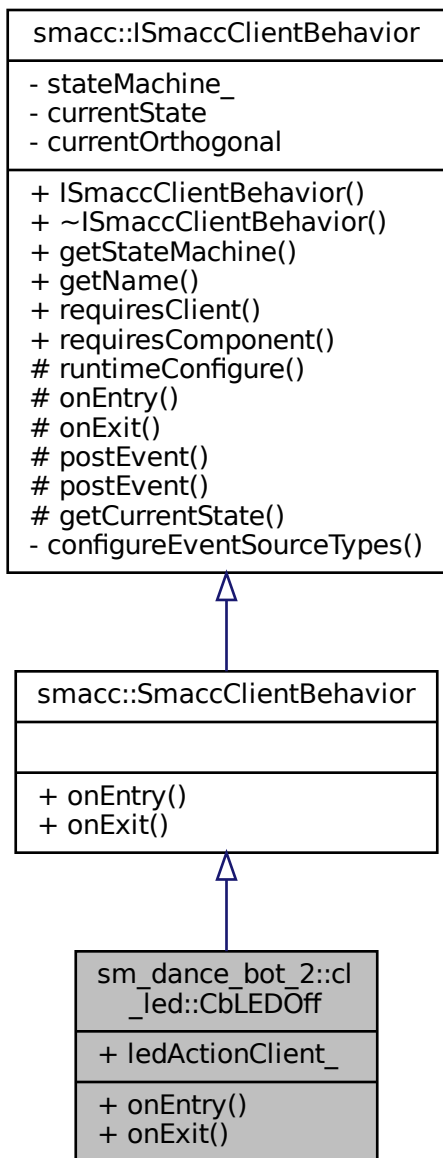 smacc::ISmaccClientBehavior
- stateMachine_
- currentState
- currentOrthogonal
+ ISmaccClientBehavior()
+ ~ISmaccClientBehavior()
+ getStateMachine()
+ getName()
+ requiresClient()
+ requiresComponent()
# runtimeConfigure()
# onEntry()
# onExit()
# postEvent()
# postEvent()
# getCurrentState()
- configureEventSourceTypes()
smacc::SmaccClientBehavior
+ onEntry()
+ onExit()
sm_dance_bot_2::cl
_led::CbLEDOff
+ ledActionClient_
+ onEntry()
+ onExit()